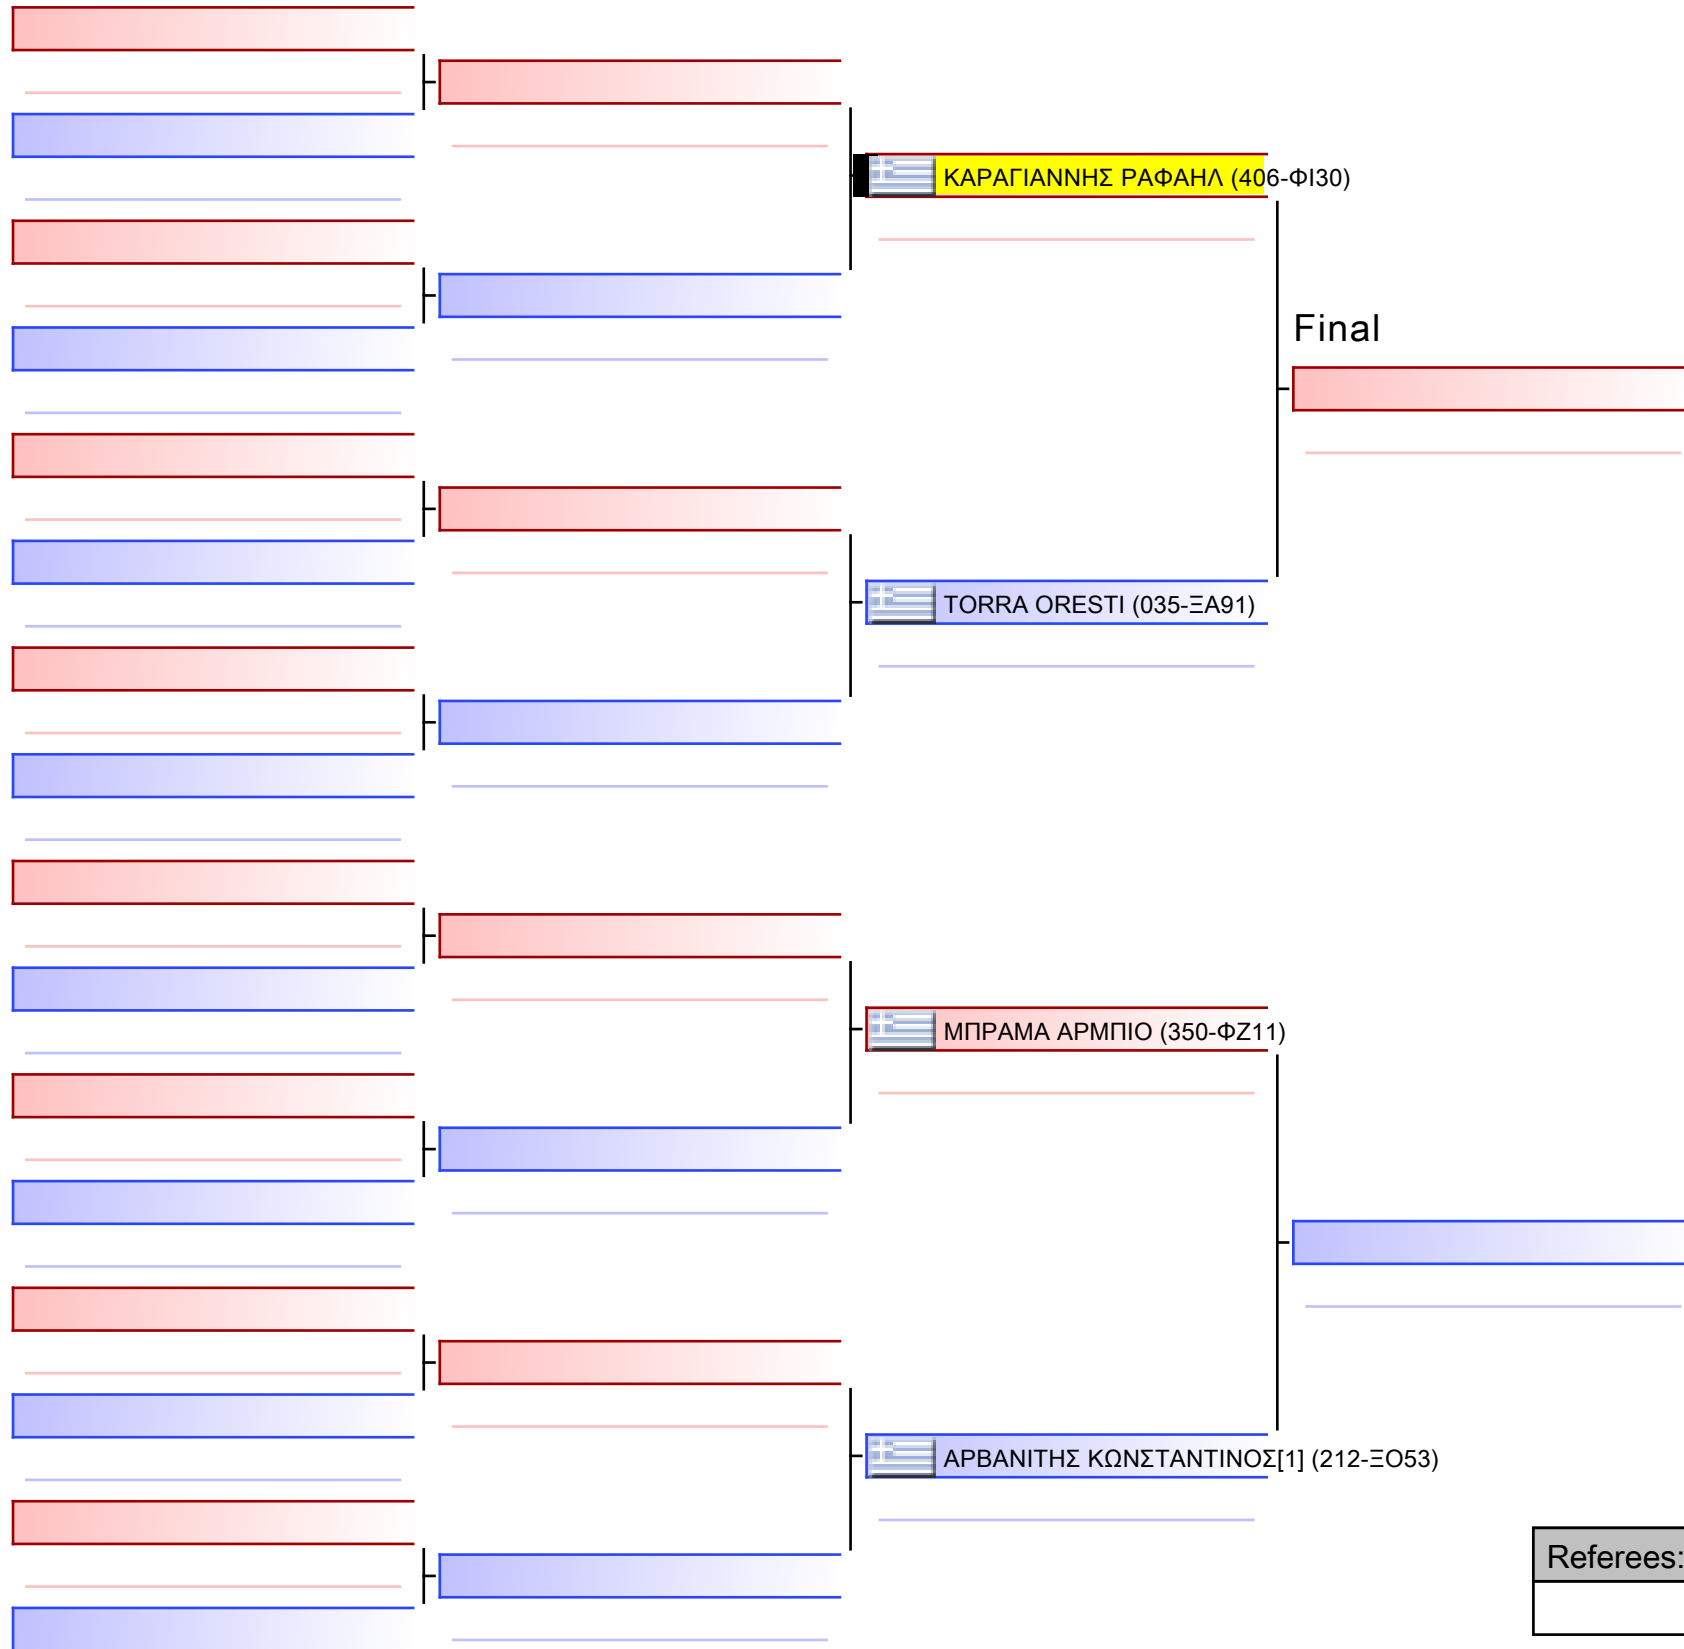 ΚΑΡΑΓΙΑΝΝΗΣ ΡΑΦΑΗΛ (406-ΦΙ30)
Final
TORRA ORESTI (035-ΞΑ91)
ΜΠΡΑΜΑ ΑΡΜΠΙΟ (350-ΦΖ11)
ΑΡΒΑΝΙΤΗΣ ΚΩΝΣΤΑΝΤΙΝΟΣ[1] (212-ΞΟ53)
Referees: